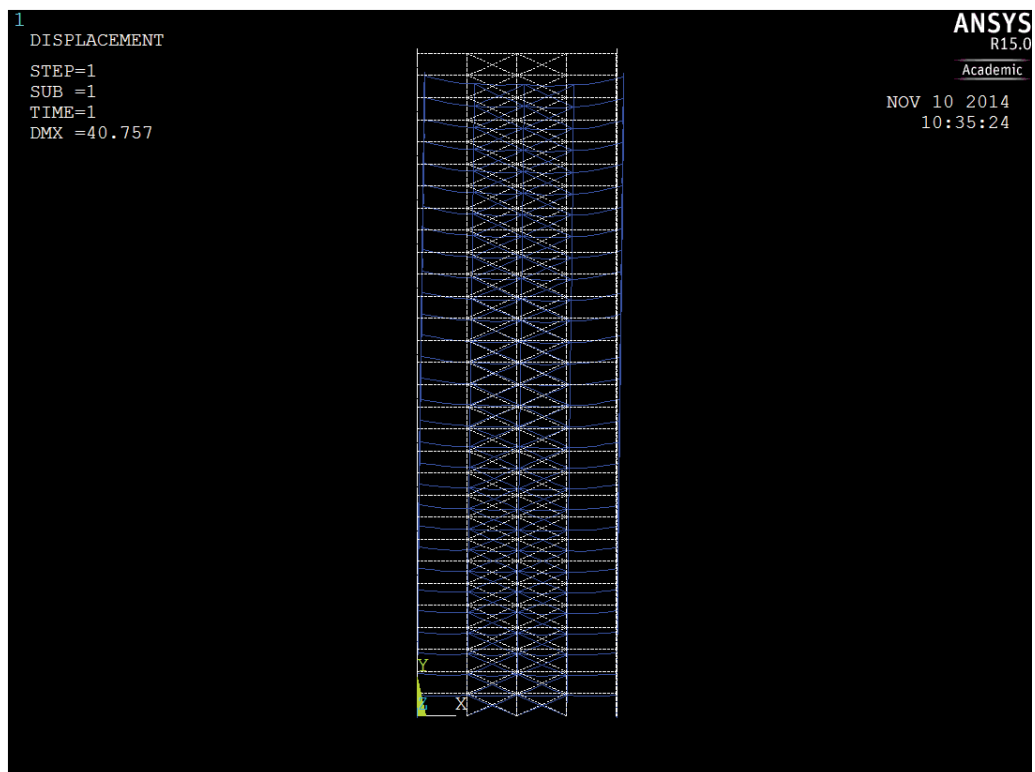 1
DISPLACEMENT
STEP=1
SUB =1
TIME=1
DMX =40.757
ANSYS
R15.0
Academic
NOV 10 2014
10:35:24
Y
Z X